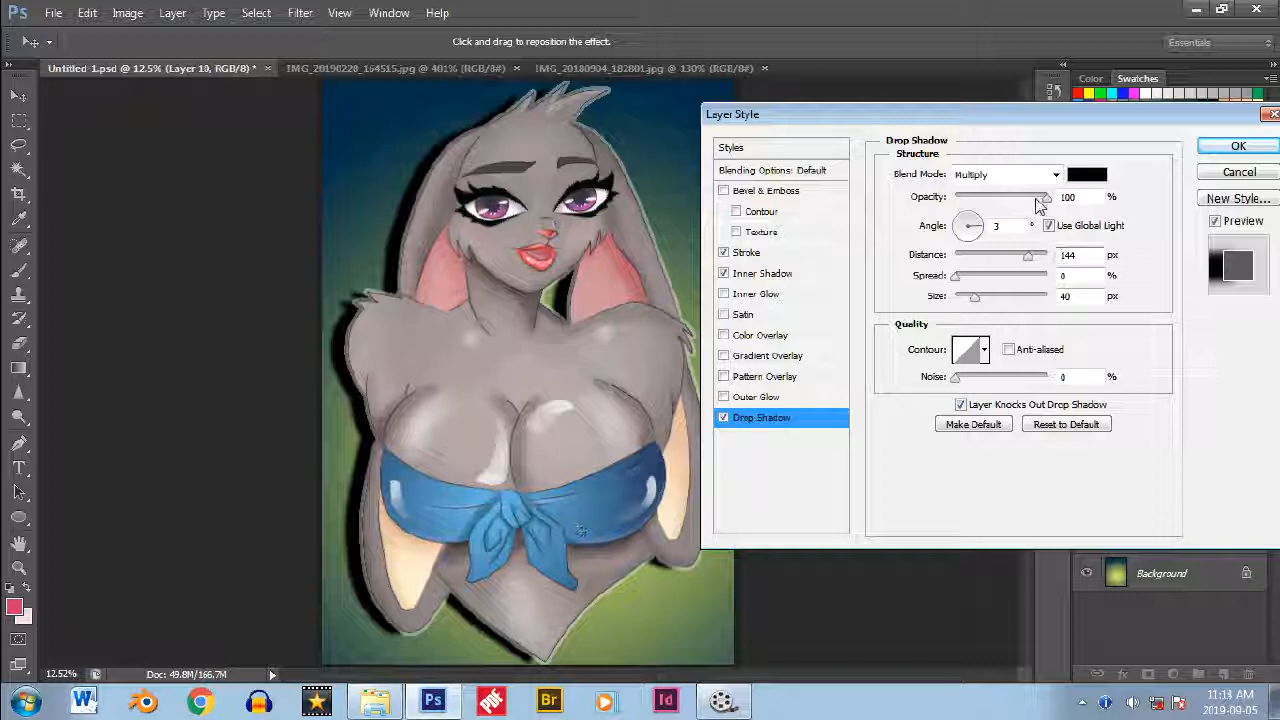 Ps File Edit Image Layer Type Select Filter View Window Help
Click and drag to reposition the effect.
Essentials
Untitled-1.psd @ 12.5% (Layer 10, RGB/8) * × IMG_20190228_164515.jpg @ 401% (RGB/8#) × IMG_20180904_182801.jpg @ 130% (RGB/8#) ×
Color Swatches
Layer Style
Styles
Blending Options: Default
Bevel & Emboss
Contour
Texture
Stroke
Inner Shadow
Inner Glow
Satin
Color Overlay
Gradient Overlay
Pattern Overlay
Outer Glow
Drop Shadow
Drop Shadow
Structure
Blend Mode: Multiply
Opacity: 100 %
Angle: 3 ° Use Global Light
Distance: 144 px
Spread: 0 %
Size: 40 px
Quality
Contour: Anti-aliased
Noise: 0 %
Layer Knocks Out Drop Shadow
Make Default Reset to Default
OK
Cancel
New Style...
Preview
Background
12.52% Doc: 49.8M/166.7M
W Ps PDF Br Id
11:13 AM
2019-09-05